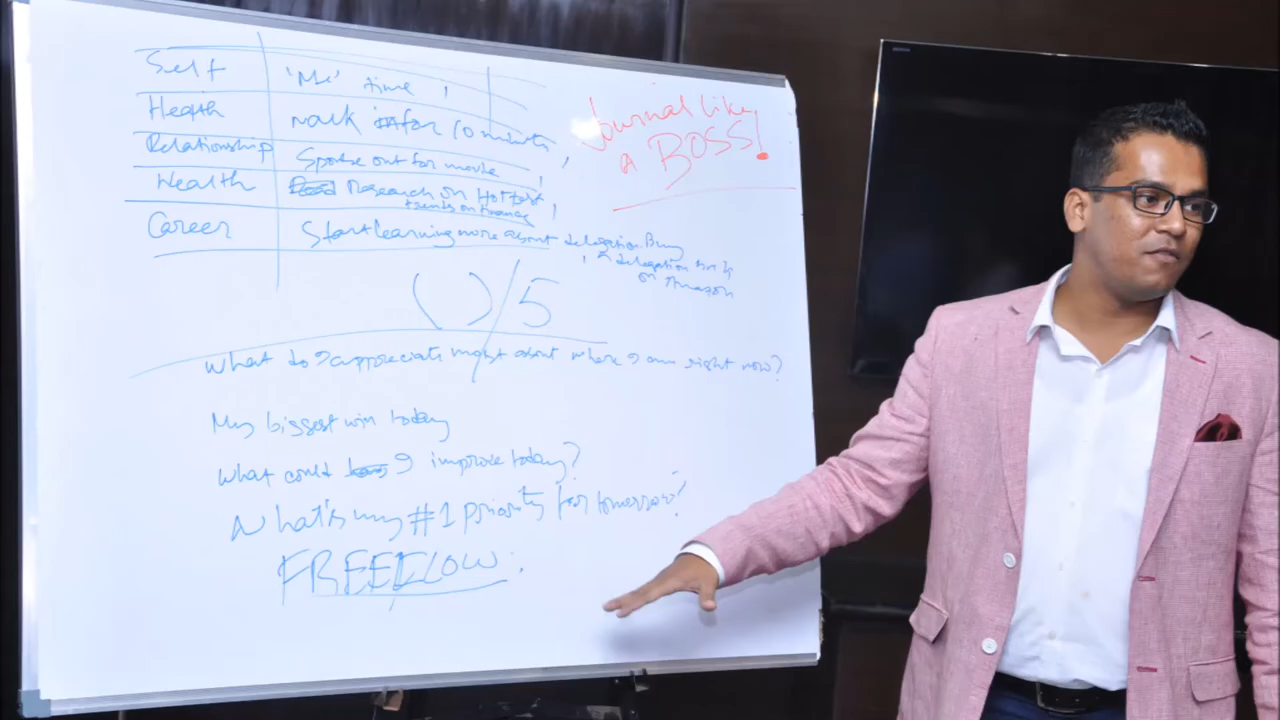 Self 'Me' time,
Health walk for 10 minutes,
Relationship Spouse out for movie,
Wealth Research on Hottest
trends on finance,
Career Start learning more about delegation. Buy
a delegation book
on Amazon
Journal like
a BOSS!
( )/5
What do I appreciate most about where I am right now?
My biggest win today
What could I improve today?
What's my #1 priority for tomorrow?
FREEFLOW: